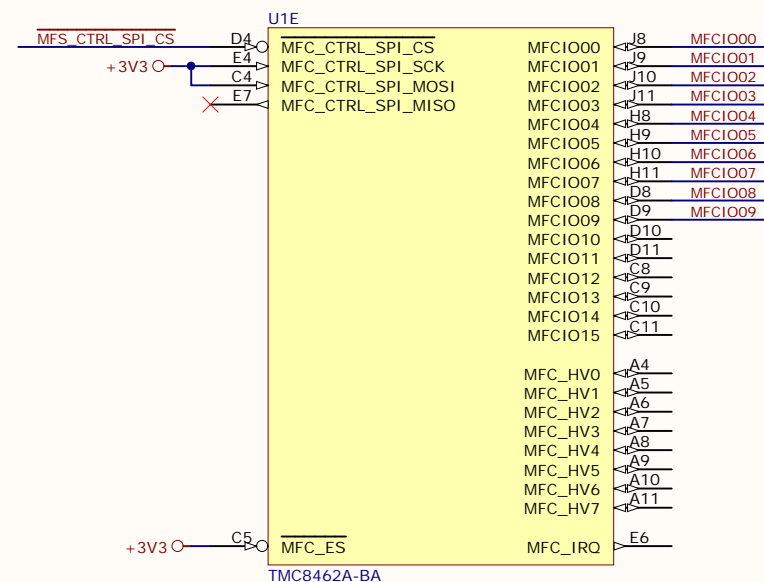 U1E
MFS_CTRL_SPI_CS D4 MFC_CTRL_SPI_CS MFCIO00 J8 MFCIO00
+3V3 E4 MFC_CTRL_SPI_SCK MFCIO01 J9 MFCIO01
C4 MFC_CTRL_SPI_MOSI MFCIO02 J10 MFCIO02
E7 MFC_CTRL_SPI_MISO MFCIO03 J11 MFCIO03
MFCIO04 H8 MFCIO04
MFCIO05 H9 MFCIO05
MFCIO06 H10 MFCIO06
MFCIO07 H11 MFCIO07
MFCIO08 D8 MFCIO08
MFCIO09 D9 MFCIO09
MFCIO10 D10
MFCIO11 D11
MFCIO12 C8
MFCIO13 C9
MFCIO14 C10
MFCIO15 C11
MFC_HV0 A4
MFC_HV1 A5
MFC_HV2 A6
MFC_HV3 A7
MFC_HV4 A8
MFC_HV5 A9
MFC_HV6 A10
MFC_HV7 A11
+3V3 C5 MFC_ES MFC_IRQ E6
TMC8462A-BA